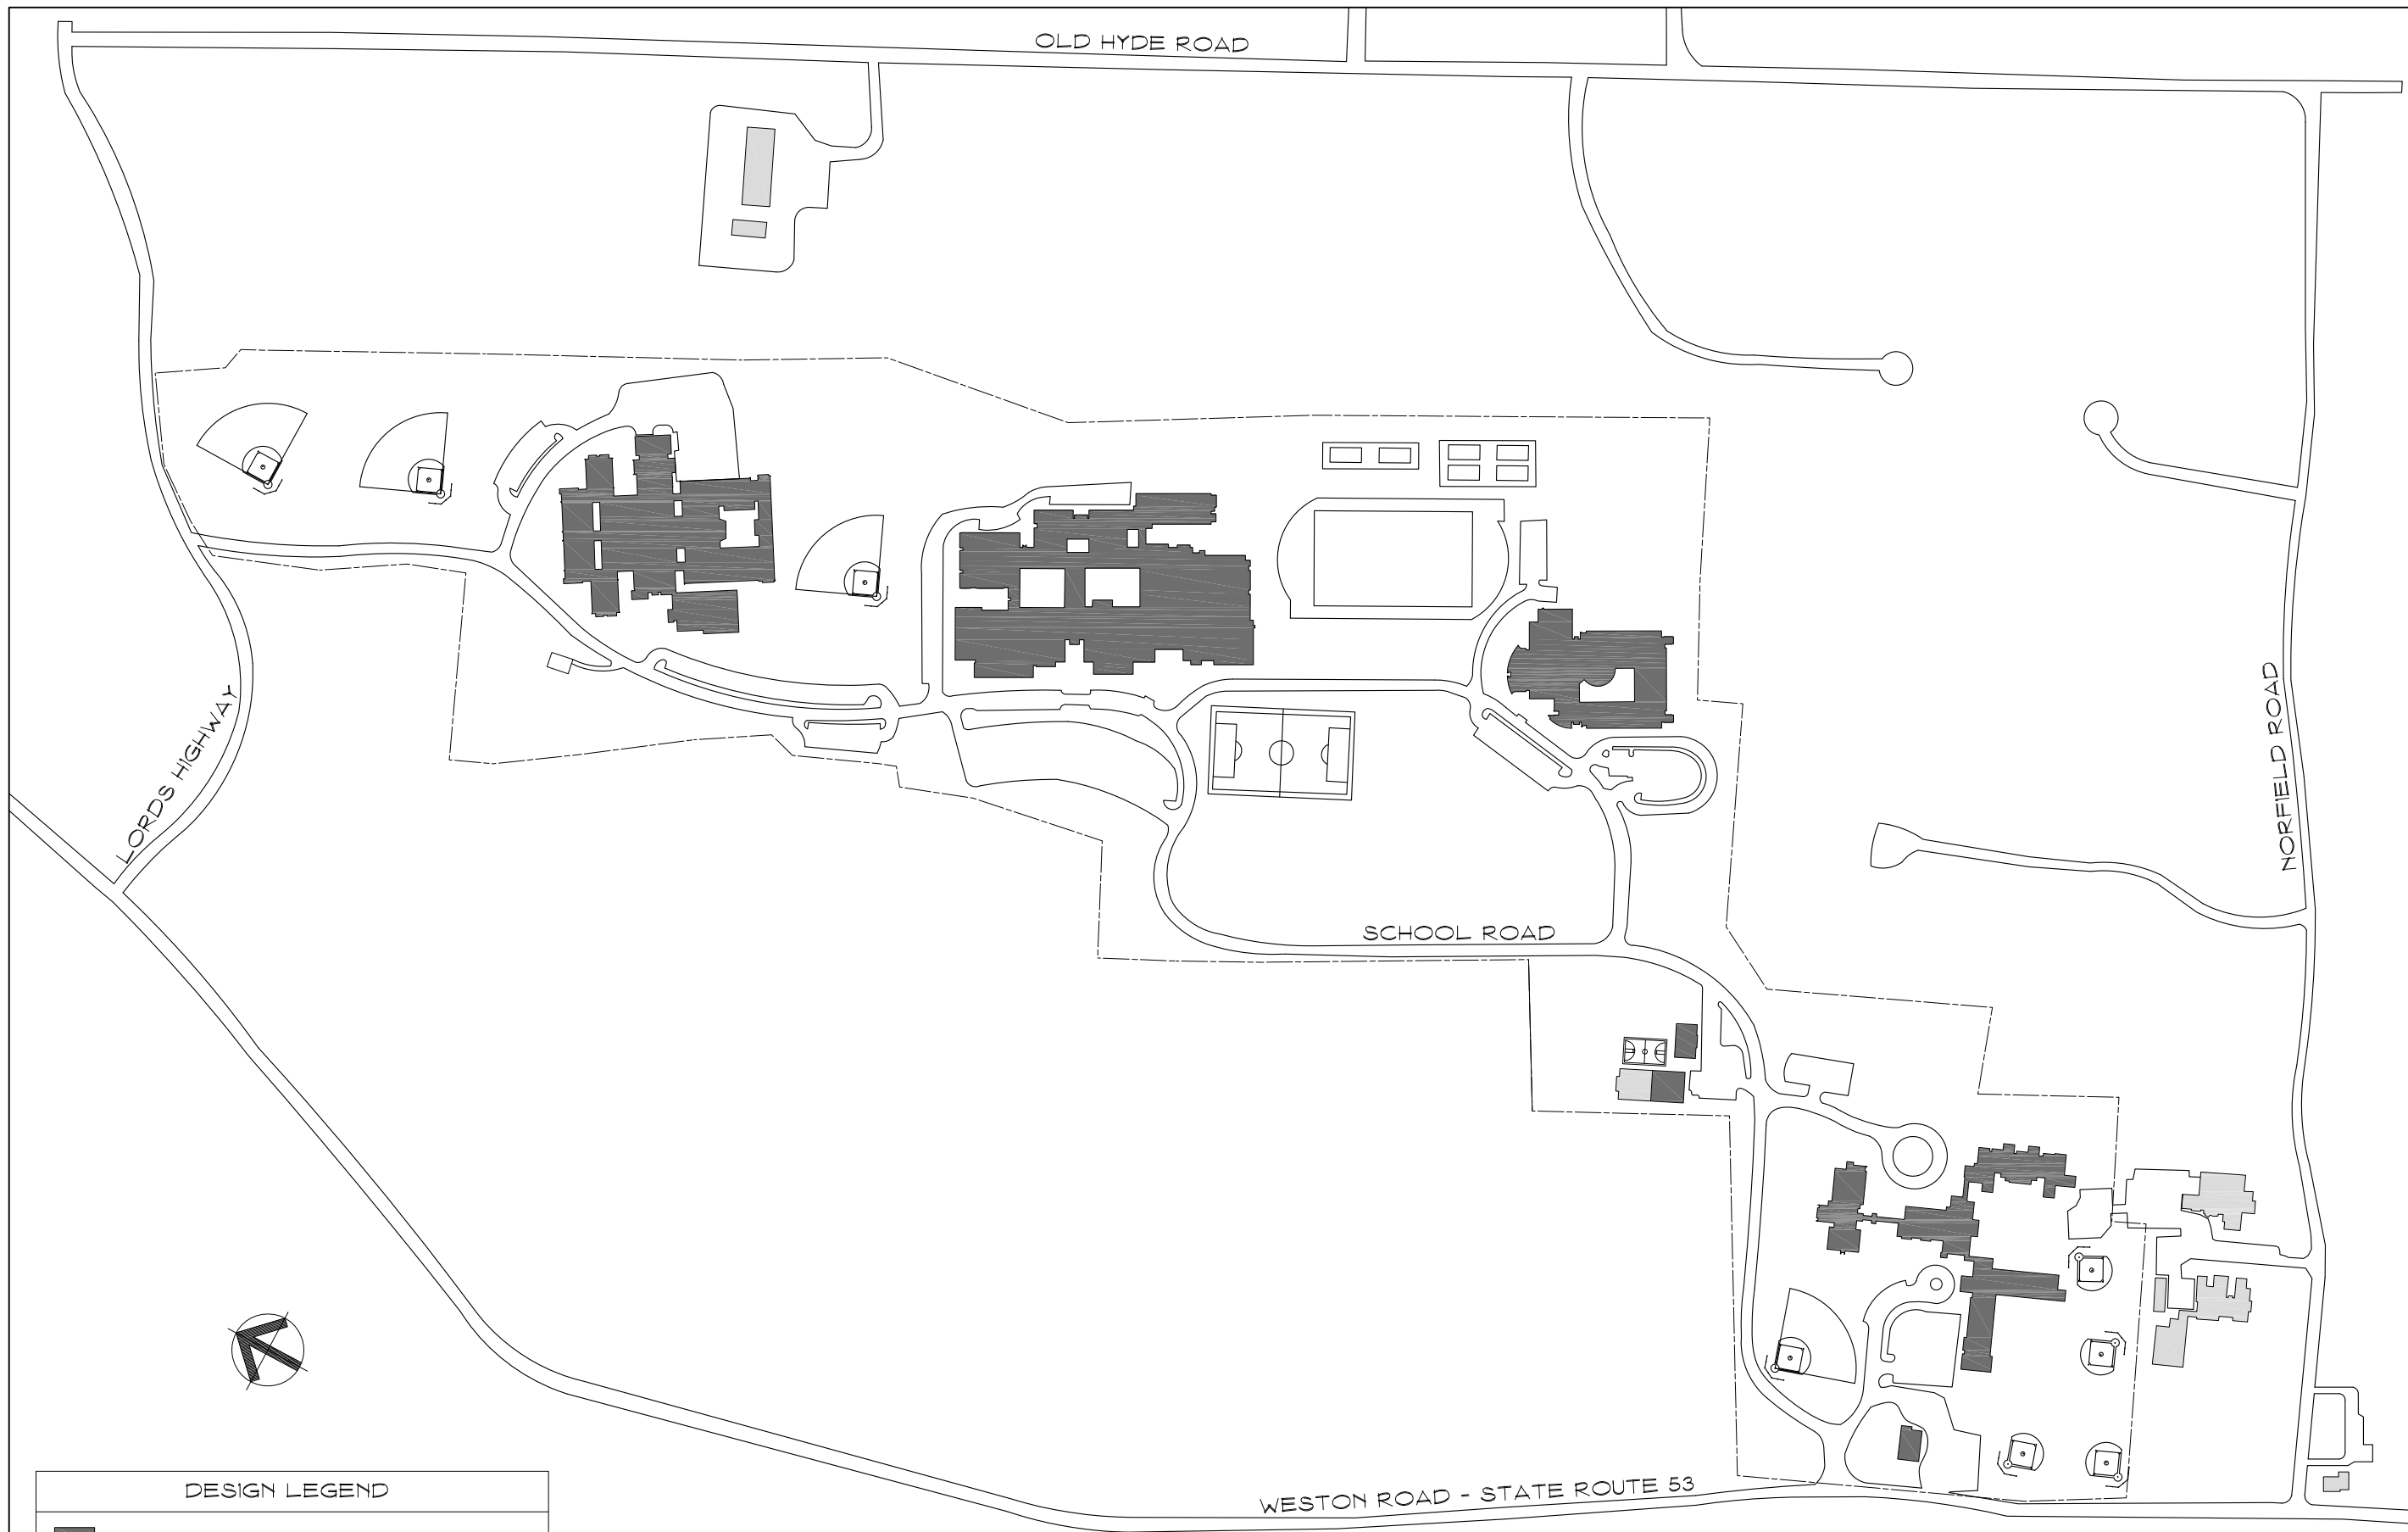 OLD HYDE ROAD
LORDS HIGHWAY
NORFIELD ROAD
SCHOOL ROAD
WESTON ROAD - STATE ROUTE 53
DESIGN LEGEND